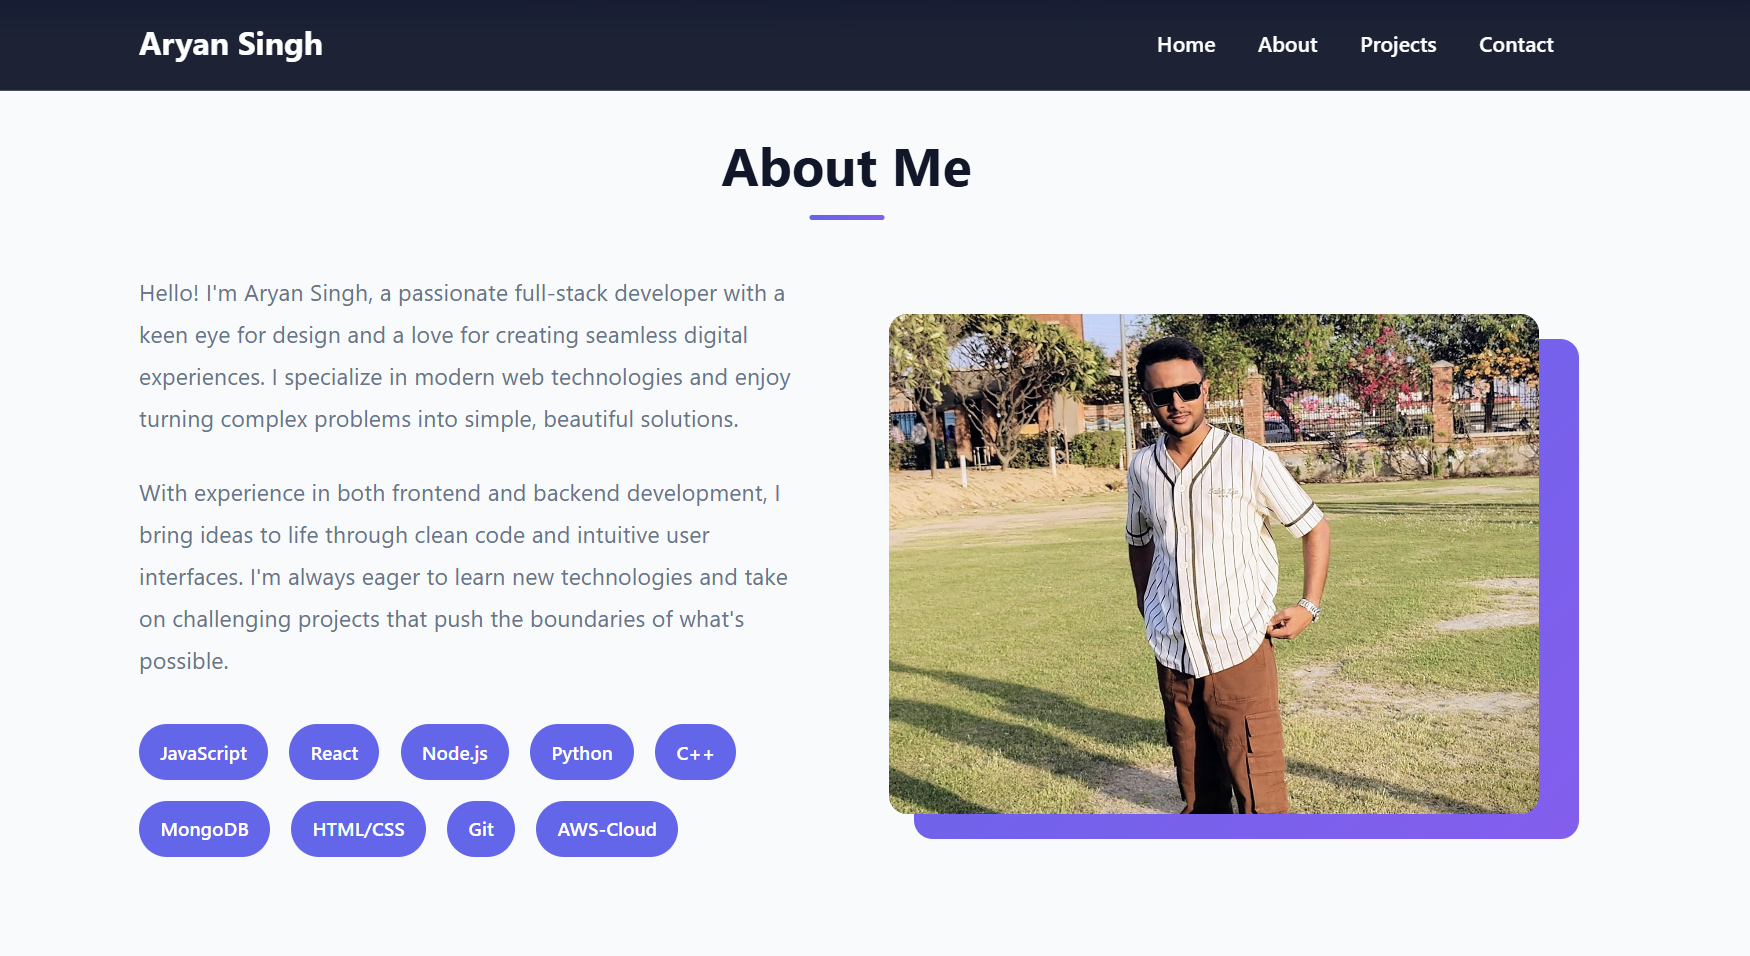 Aryan Singh
Home About Projects Contact
About Me
Hello! I'm Aryan Singh, a passionate full-stack developer with a
keen eye for design and a love for creating seamless digital
experiences. I specialize in modern web technologies and enjoy
turning complex problems into simple, beautiful solutions.
With experience in both frontend and backend development, I
bring ideas to life through clean code and intuitive user
interfaces. I'm always eager to learn new technologies and take
on challenging projects that push the boundaries of what's
possible.
JavaScript React Node.js Python C++
MongoDB HTML/CSS Git AWS-Cloud